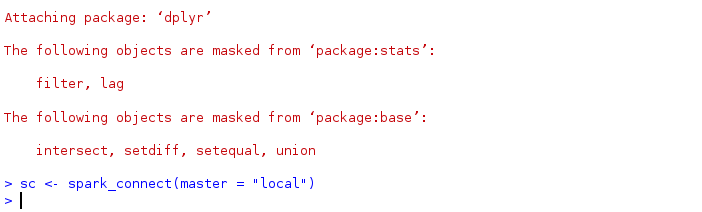 Attaching package: ‘dplyr’
The following objects are masked from ‘package:stats’:
filter, lag
The following objects are masked from ‘package:base’:
intersect, setdiff, setequal, union
> sc <- spark_connect(master = "local")
>